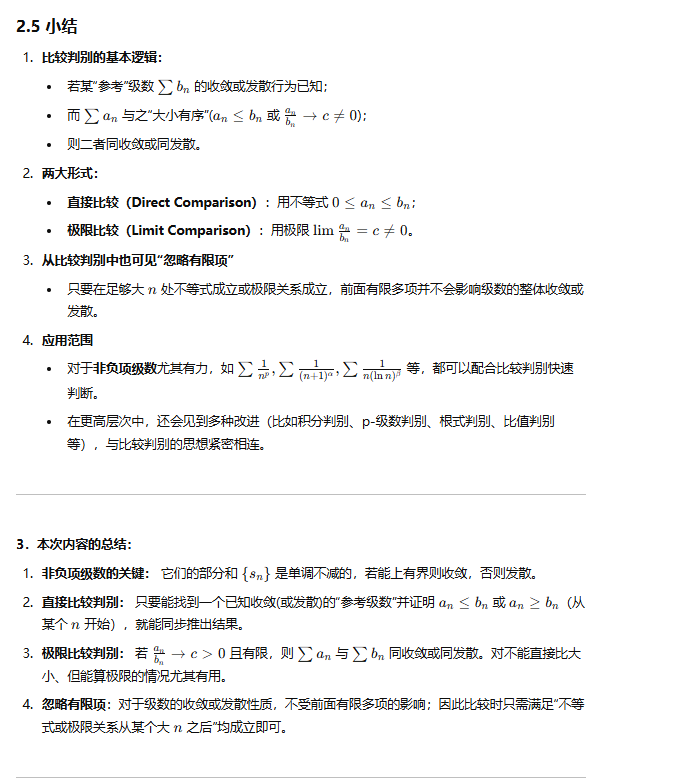 2.5 小结
1. 比较判别的基本逻辑：
• 若某“参考”级数 ∑ bₙ 的收敛或发散行为已知；
• 而 ∑ aₙ 与之“大小有序”(aₙ ≤ bₙ 或 aₙ/bₙ → c ≠ 0)；
• 则二者同收敛或同发散。
2. 两大形式：
• 直接比较（Direct Comparison）：用不等式 0 ≤ aₙ ≤ bₙ；
• 极限比较（Limit Comparison）：用极限 lim aₙ/bₙ = c ≠ 0。
3. 从比较判别中也可见“忽略有限项”
• 只要在足够大 n 处不等式成立或极限关系成立，前面有限多项并不会影响级数的整体收敛或
发散。
4. 应用范围
• 对于非负项级数尤其有力，如 ∑ 1/nᵖ, ∑ 1/(n+1)^α, ∑ 1/(n(ln n)^β) 等，都可以配合比较判别快速
判断。
• 在更高层次中，还会见到多种改进（比如积分判别、p-级数判别、根式判别、比值判别
等），与比较判别的思想紧密相连。
3．本次内容的总结：
1. 非负项级数的关键： 它们的部分和 {sₙ} 是单调不减的，若能上有界则收敛，否则发散。
2. 直接比较判别： 只要能找到一个已知收敛(或发散)的“参考级数”并证明 aₙ ≤ bₙ 或 aₙ ≥ bₙ（从
某个 n 开始），就能同步推出结果。
3. 极限比较判别： 若 aₙ/bₙ → c > 0 且有限，则 ∑ aₙ 与 ∑ bₙ 同收敛或同发散。对不能直接比大
小、但能算极限的情况尤其有用。
4. 忽略有限项：对于级数的收敛或发散性质，不受前面有限多项的影响；因此比较时只需满足“不等
式或极限关系从某个大 n 之后”均成立即可。